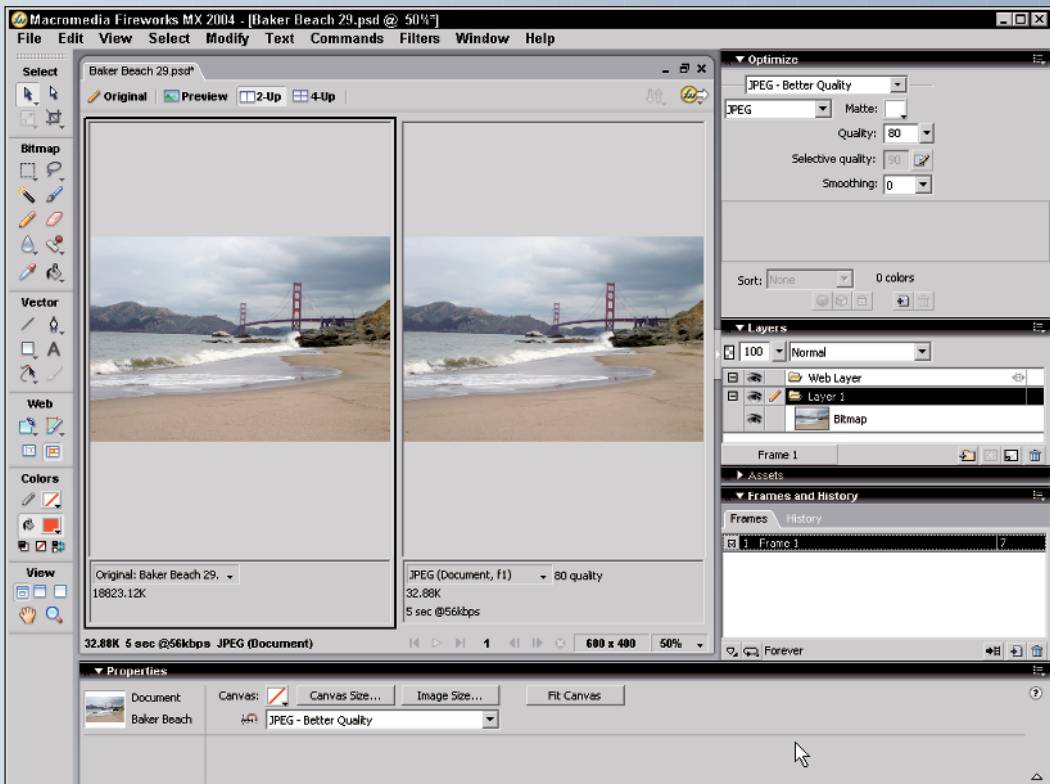 Macromedia Fireworks MX 2004 - [Baker Beach 29.psd @ 50%*]
File Edit View Select Modify Text Commands Filters Window Help
Select
Bitmap
Vector
Web
Colors
View
Baker Beach 29.psd*
Original Preview 2-Up 4-Up
Original: Baker Beach 29.
18823.12K
JPEG (Document, f1) 80 quality
32.88K
5 sec @56kbps
32.88K 5 sec @56kbps JPEG (Document) 1 600 x 400 50%
Optimize
JPEG - Better Quality
JPEG Matte:
Quality: 80
Selective quality: 90
Smoothing: 0
Sort: None 0 colors
Layers
100 Normal
Web Layer
Layer 1
Bitmap
Frame 1
Assets
Frames and History
Frames History
1 Frame 1 7
Forever
Properties
Document
Baker Beach
Canvas: Canvas Size... Image Size... Fit Canvas
JPEG - Better Quality